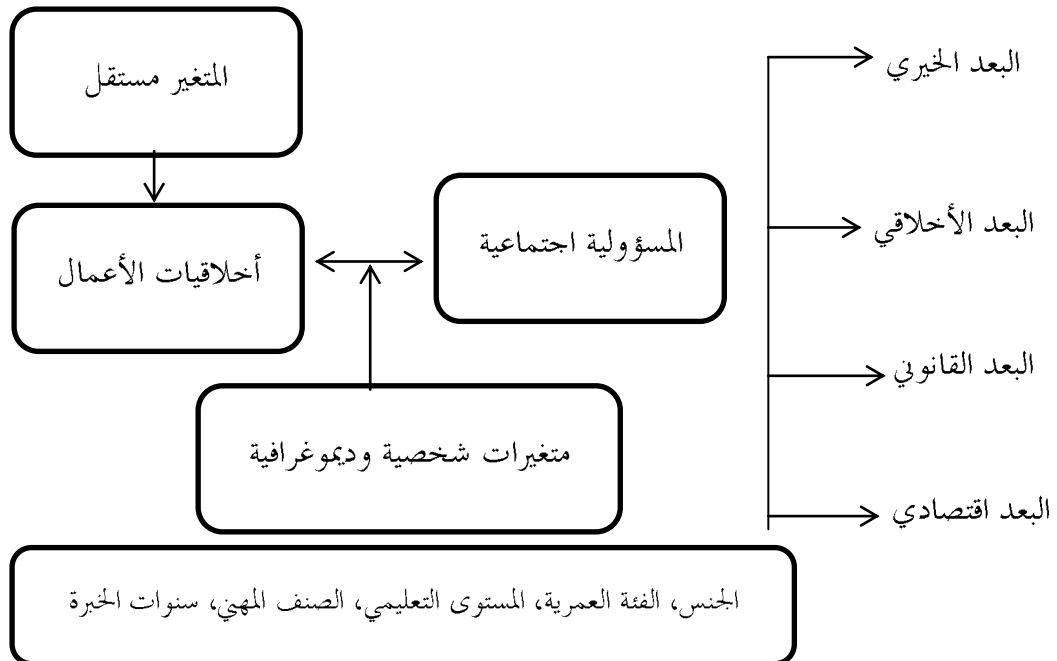 المتغير مستقل
البعد الخيري
المسؤولية اجتماعية
البعد الأخلاقي
أخلاقيات الأعمال
البعد القانوني
متغيرات شخصية وديموغرافية
البعد اقتصادي
الجنس، الفئة العمرية، المستوى التعليمي، الصنف المهني، سنوات الخبرة